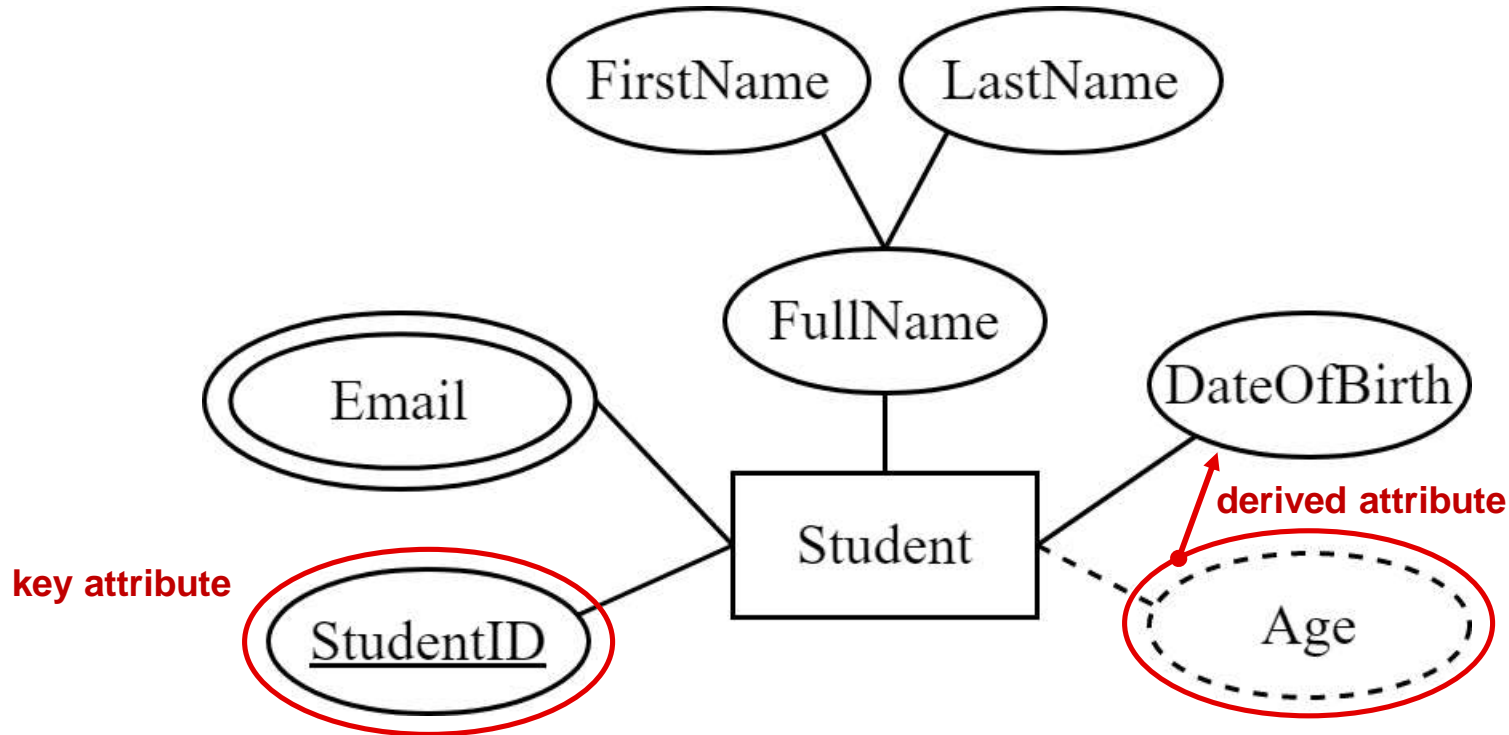 FirstName
LastName
FullName
Email
DateOfBirth
derived attribute
Student
key attribute
StudentID
Age